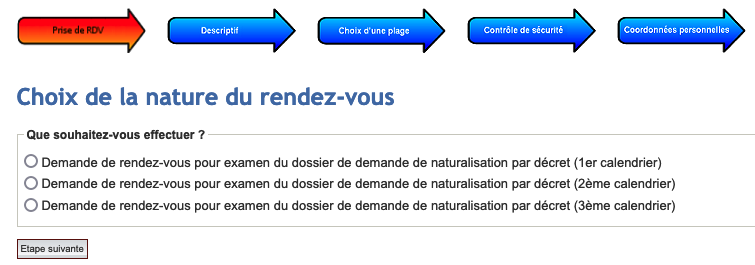 Prise de RDV
Descriptif
Choix d'une plage
Contrôle de sécurité
Coordonnées personnelles
Choix de la nature du rendez-vous
Que souhaitez-vous effectuer ?
Demande de rendez-vous pour examen du dossier de demande de naturalisation par décret (1er calendrier)
Demande de rendez-vous pour examen du dossier de demande de naturalisation par décret (2ème calendrier)
Demande de rendez-vous pour examen du dossier de demande de naturalisation par décret (3ème calendrier)
Etape suivante